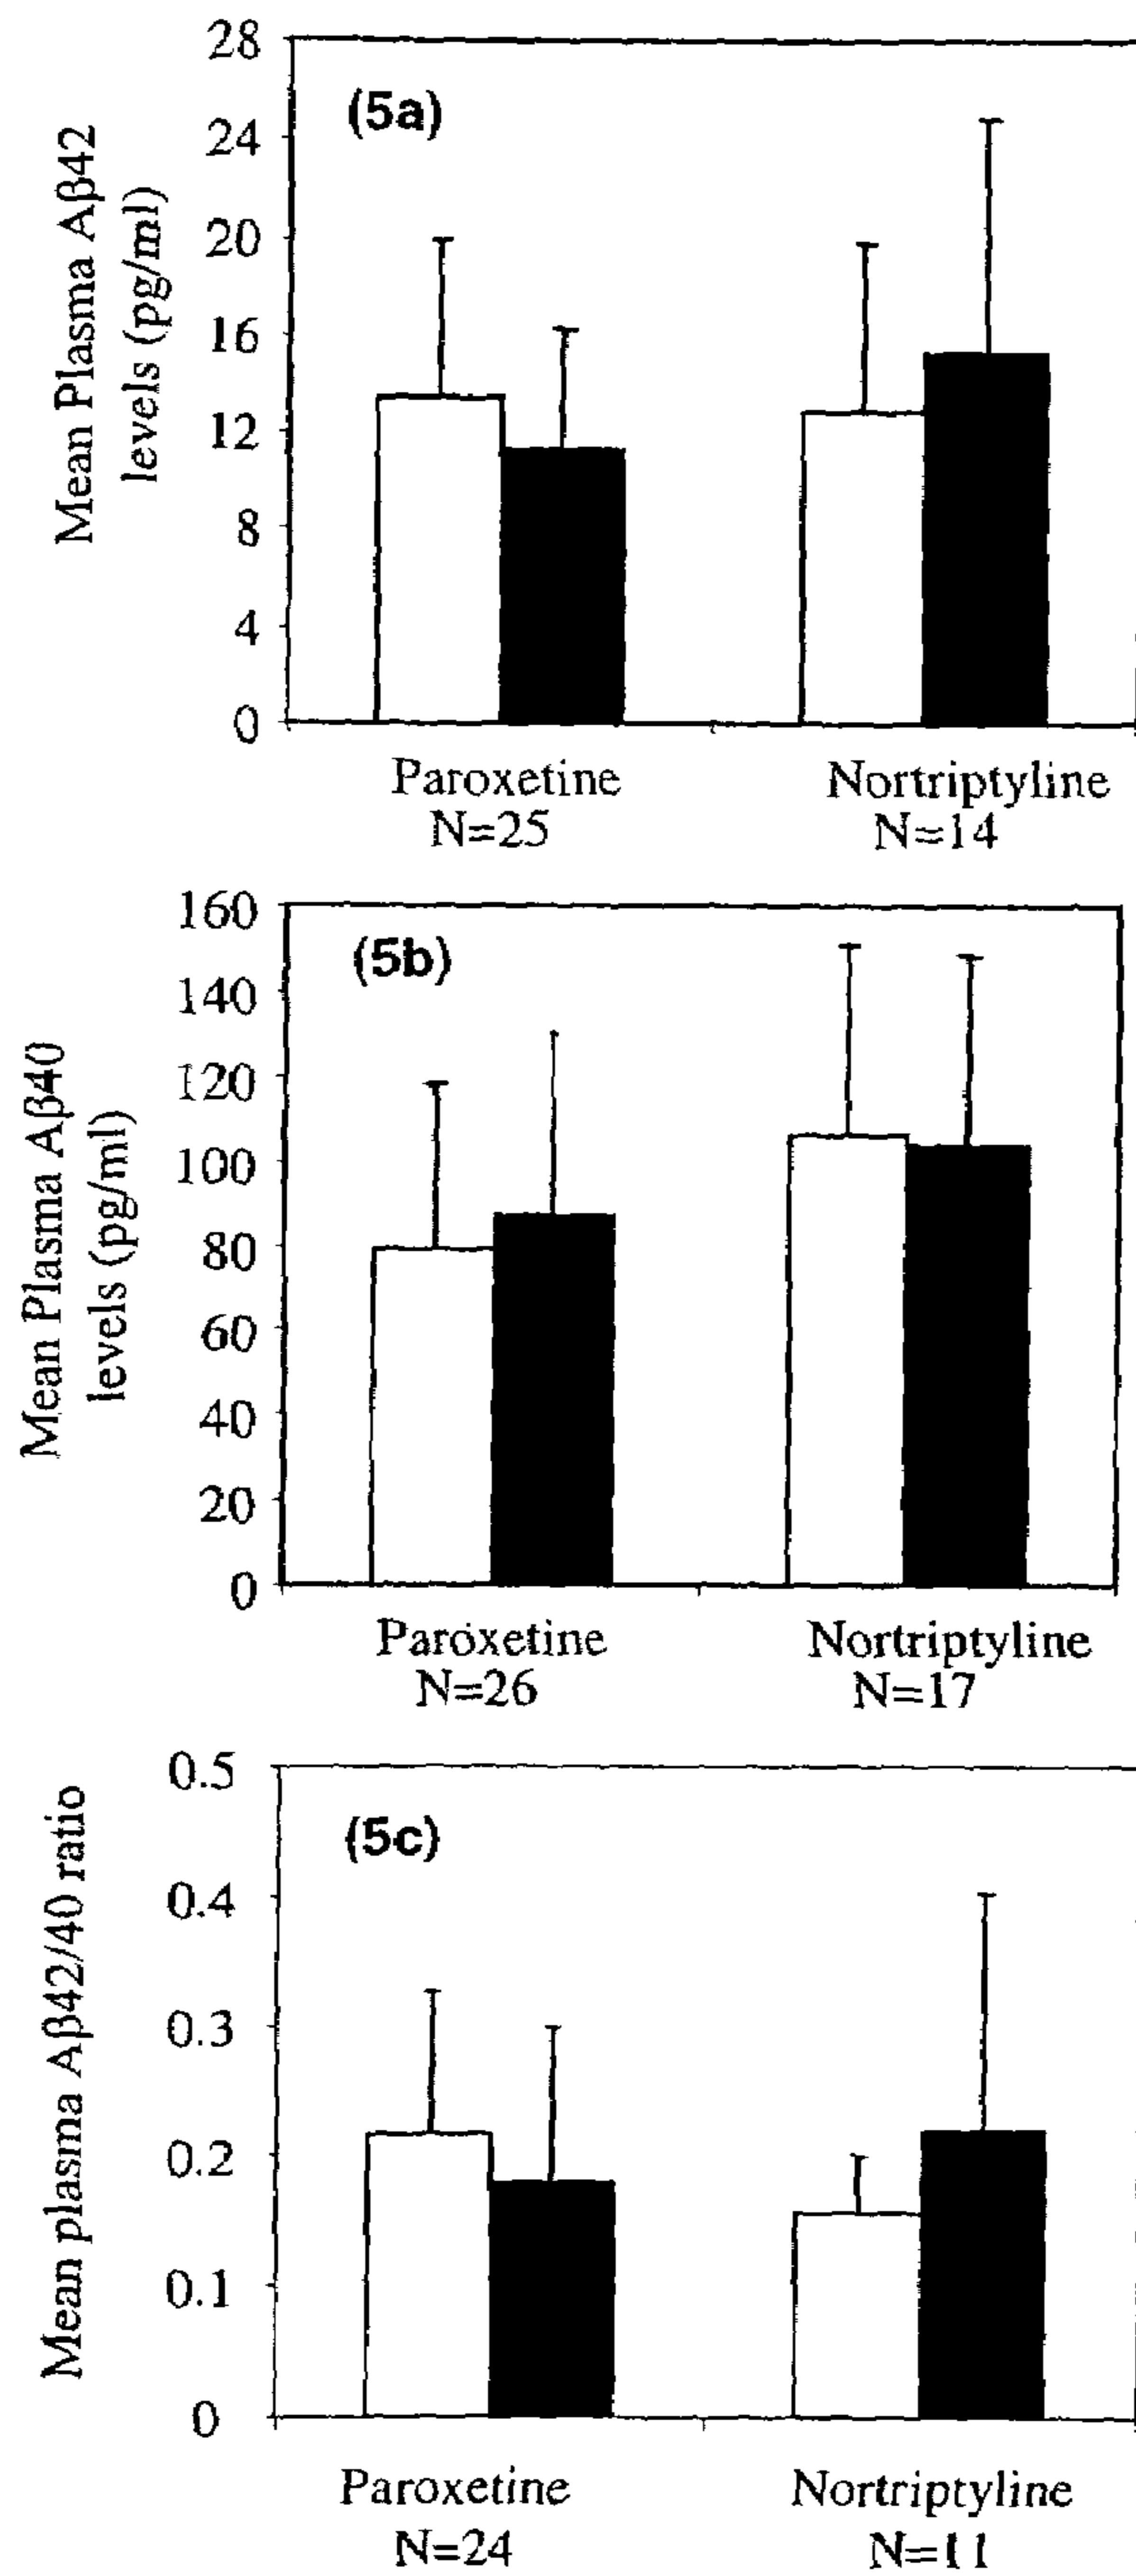 28
(5a)
24
20
16
12
8
4
0
Mean Plasma Aβ42
levels (pg/ml)
Paroxetine
N=25
Nortriptyline
N=14
160
(5b)
140
120
100
80
60
40
20
0
Mean Plasma Aβ40
levels (pg/ml)
Paroxetine
N=26
Nortriptyline
N=17
0.5
(5c)
0.4
0.3
0.2
0.1
0
Mean plasma Aβ42/40 ratio
Paroxetine
N=24
Nortriptyline
N=11